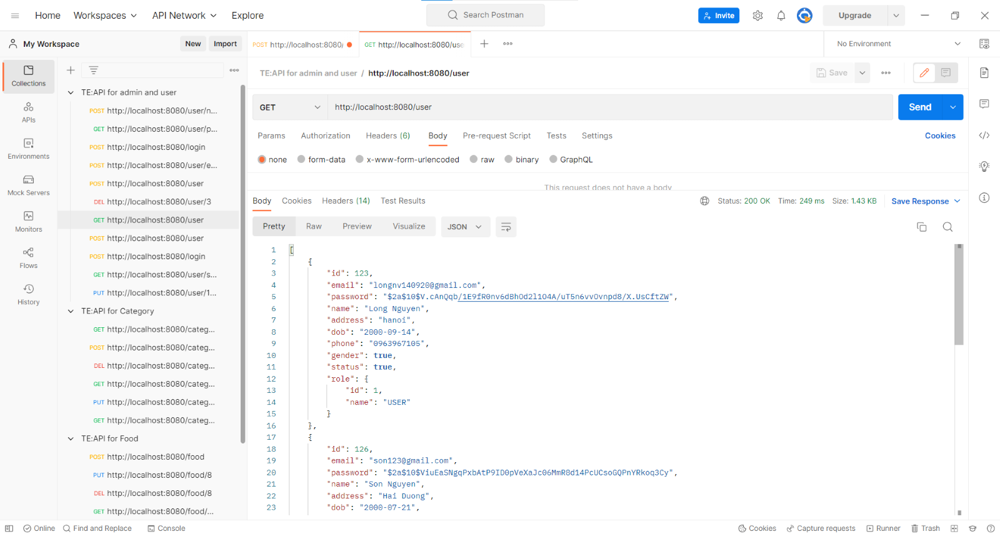 Home
Workspaces
API Network
Explore
Search Postman
Invite
Upgrade
My Workspace
New
Import
POST http://localhost:8080/
GET http://localhost:8080/use
No Environment
Collections
APIs
Environments
Mock Servers
Monitors
Flows
History
TE:API for admin and user
POST http://localhost:8080/user/n...
GET http://localhost:8080/user/p...
POST http://localhost:8080/login
POST http://localhost:8080/user/e...
POST http://localhost:8080/user
DEL http://localhost:8080/user/3
GET http://localhost:8080/user
POST http://localhost:8080/user
POST http://localhost:8080/login
GET http://localhost:8080/user/s...
PUT http://localhost:8080/user/1...
TE:API for Category
GET http://localhost:8080/categ...
POST http://localhost:8080/categ...
DEL http://localhost:8080/categ...
GET http://localhost:8080/categ...
PUT http://localhost:8080/categ...
GET http://localhost:8080/categ...
TE:API for Food
POST http://localhost:8080/food
PUT http://localhost:8080/food/8
DEL http://localhost:8080/food/8
GET http://localhost:8080/food/...
TE:API for admin and user / http://localhost:8080/user
Save
GET
http://localhost:8080/user
Send
Params Authorization Headers (6) Body Pre-request Script Tests Settings
Cookies
none form-data x-www-form-urlencoded raw binary GraphQL
This request does not have a body
Body Cookies Headers (14) Test Results
Status: 200 OK Time: 249 ms Size: 1.43 KB
Save Response
Pretty Raw Preview Visualize
JSON
1 [
2 {
3 "id": 123,
4 "email": "longnv140920@gmail.com",
5 "password": "$2a$10$V.cAnQqb/1E9fR0nv6dBhOd2l1O4A/uT5n6vvOvnpd8/X.UsCftZW",
6 "name": "Long Nguyen",
7 "address": "hanoi",
8 "dob": "2000-09-14",
9 "phone": "0963967105",
10 "gender": true,
11 "status": true,
12 "role": {
13 "id": 1,
14 "name": "USER"
15 }
16 },
17 {
18 "id": 126,
19 "email": "son123@gmail.com",
20 "password": "$2a$10$ViuEaSNgqPxbAtP9ID0pVeXaJc06MmR8d14PcUCsoGQPnYRkoq3Cy",
21 "name": "Son Nguyen",
22 "address": "Hai Duong",
23 "dob": "2000-07-21",
Online
Find and Replace
Console
Cookies
Capture requests
Runner
Trash